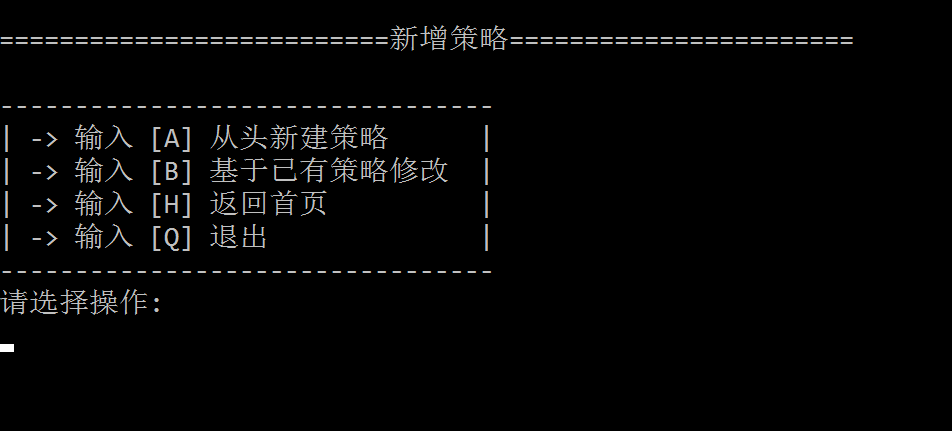 ==========================新增策略=======================
---------------------------------
| -> 输入 [A] 从头新建策略      |
| -> 输入 [B] 基于已有策略修改  |
| -> 输入 [H] 返回首页          |
| -> 输入 [Q] 退出              |
---------------------------------
请选择操作: